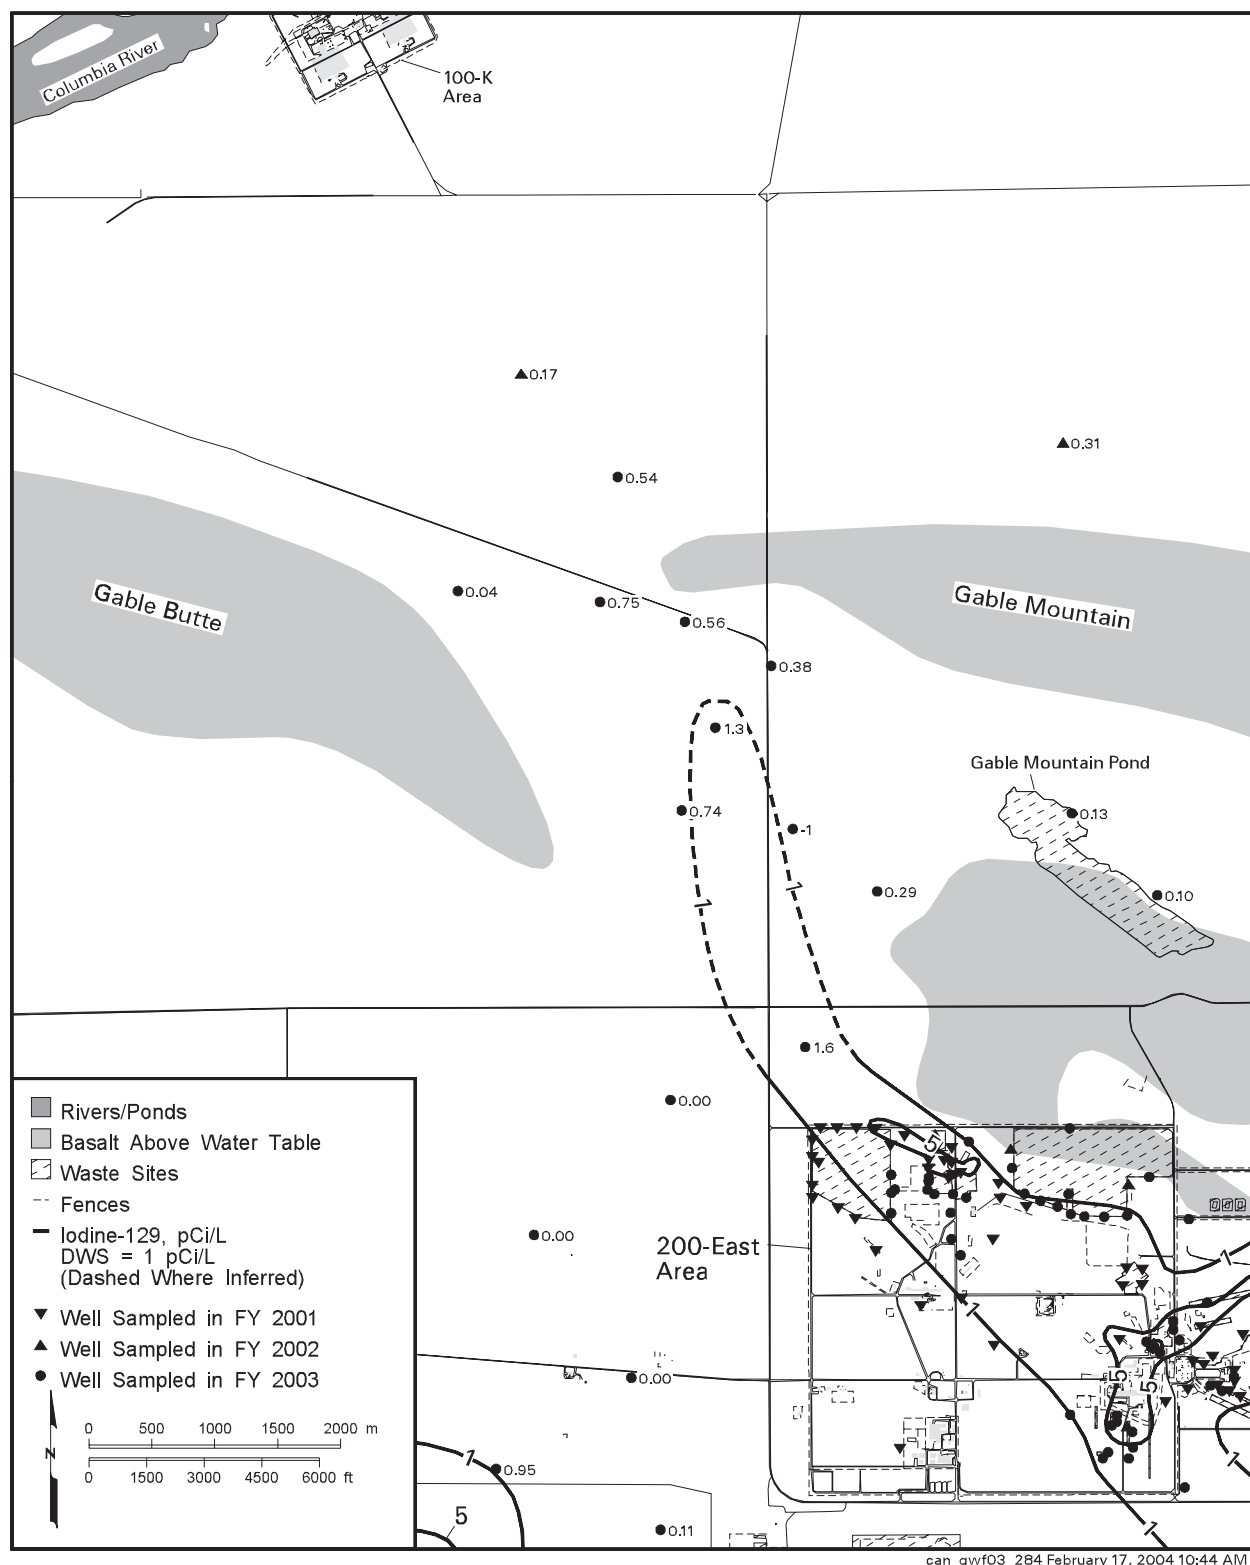 Columbia River
100-K
Area
0.17
0.31
0.54
Gable Butte
Gable Mountain
0.04
0.75
0.56
0.38
1.3
Gable Mountain Pond
0.74
-1
0.13
1
1
0.29
0.10
1.6
0.00
5
Rivers/Ponds
Basalt Above Water Table
Waste Sites
Fences
Iodine-129, pCi/L
DWS = 1 pCi/L
(Dashed Where Inferred)
Well Sampled in FY 2001
Well Sampled in FY 2002
Well Sampled in FY 2003
0 500 1000 1500 2000 m
N
0 1500 3000 4500 6000 ft
0.00
200-East
Area
1
1
0.00
5
5
0.95
1
1
5
0.11
1
can_gwf03_284 February 17, 2004 10:44 AM